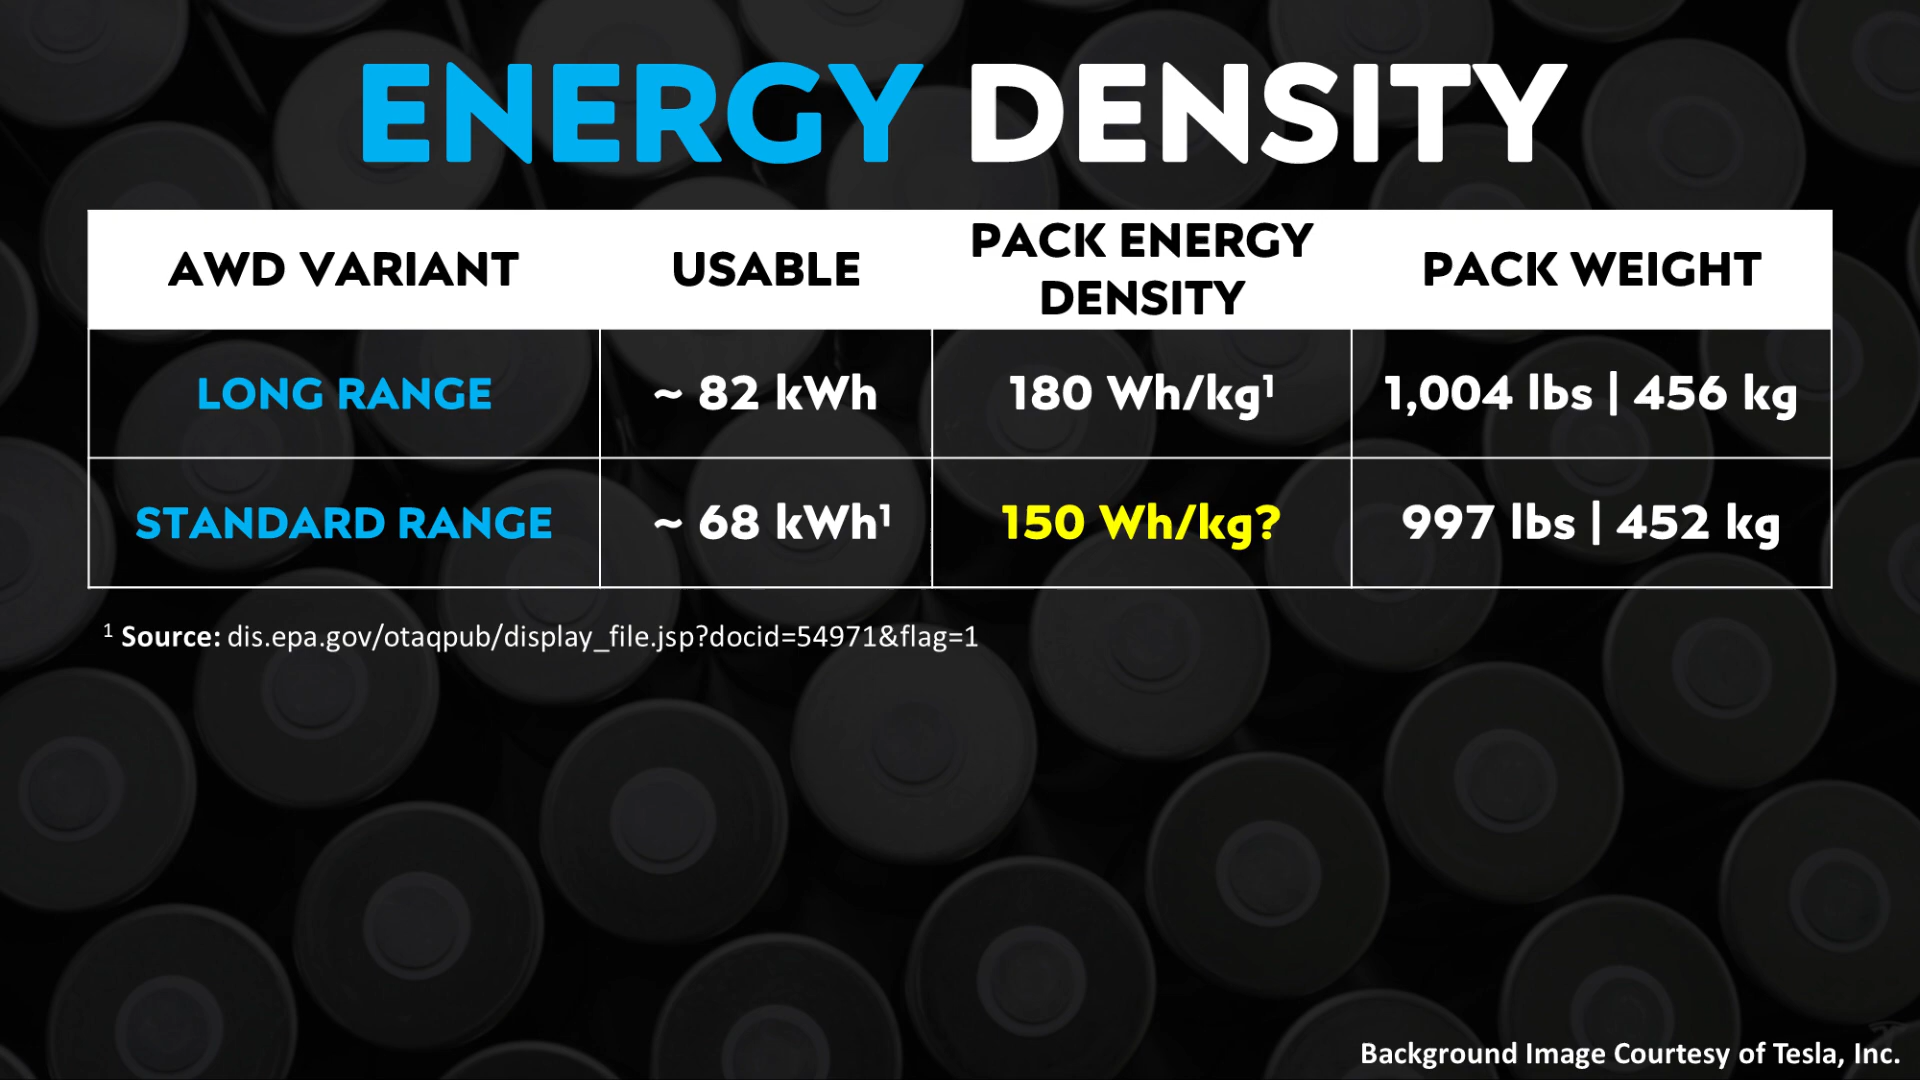 ENERGY DENSITY
AWD VARIANT
USABLE
PACK ENERGY
DENSITY
PACK WEIGHT
LONG RANGE
~ 82 kWh
180 Wh/kg¹
1,004 lbs | 456 kg
STANDARD RANGE
~ 68 kWh¹
150 Wh/kg?
997 lbs | 452 kg
¹ Source: dis.epa.gov/otaqpub/display_file.jsp?docid=54971&flag=1
Background Image Courtesy of Tesla, Inc.